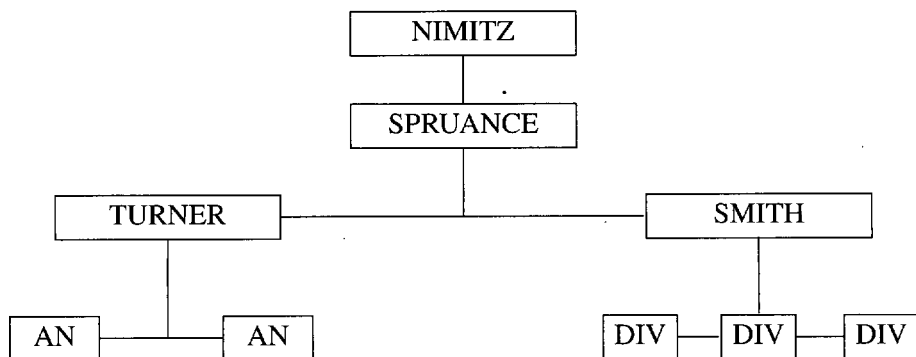 NIMITZ
SPRUANCE
TURNER
SMITH
AN
AN
DIV
DIV
DIV